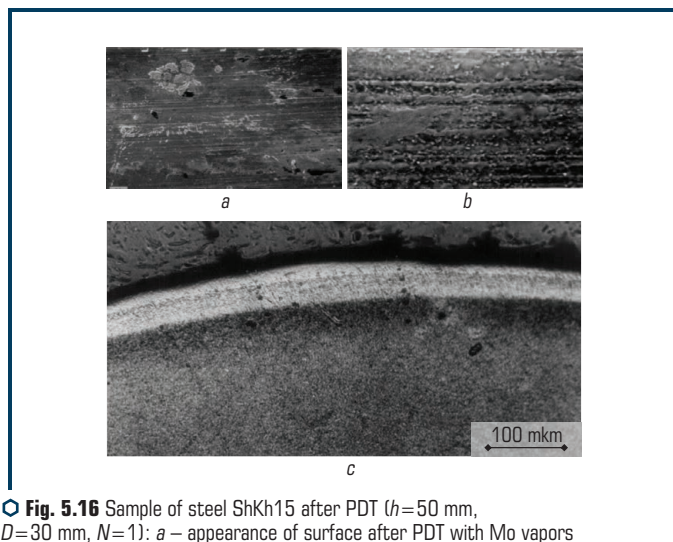 a
b
100 mkm
c
Fig. 5.16 Sample of steel ShKh15 after PDT (h=50 mm,
D=30 mm, N=1): a – appearance of surface after PDT with Mo vapors